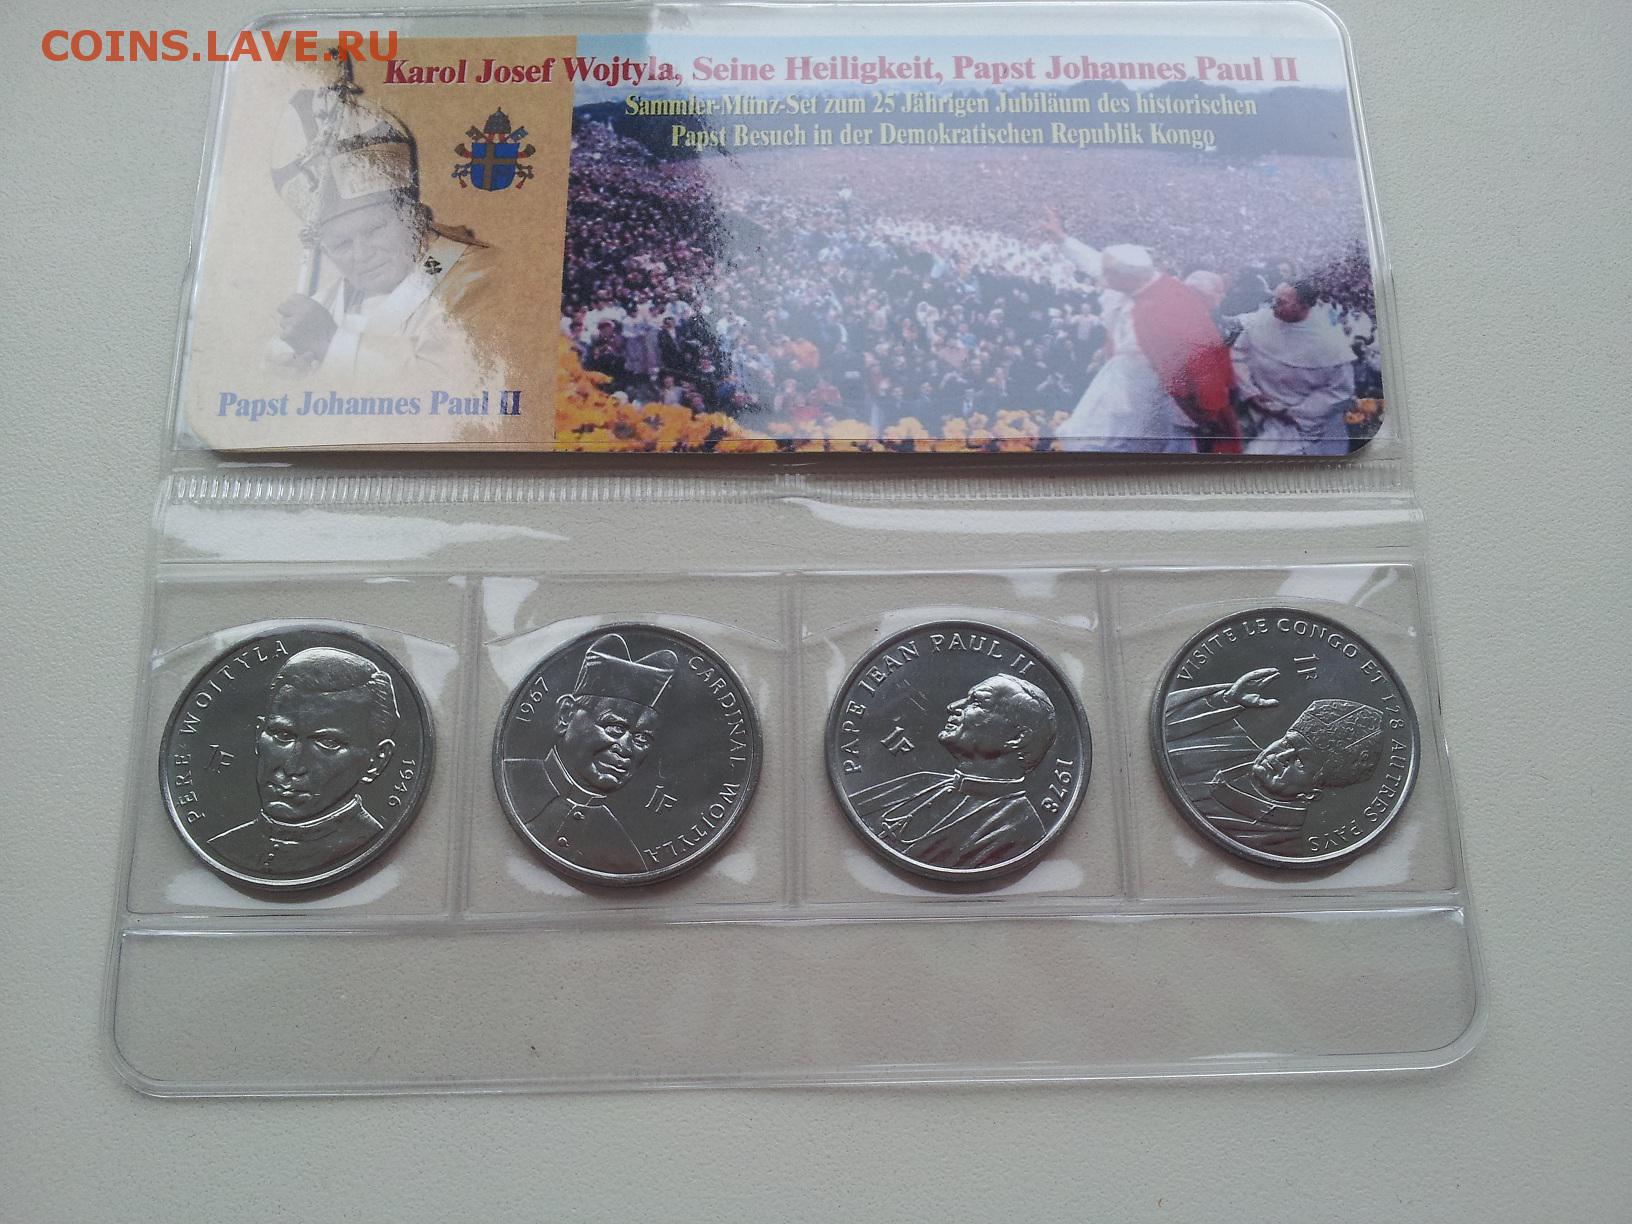 COINS.LAVE.RU
Karol Josef Wojtyla, Seine Heiligkeit, Papst Johannes Paul II
Sammler-Münz-Set zum 25 Jährigen Jubiläum des historischen
Papst Besuch in der Demokratischen Republik Kongo
Papst Johannes Paul II
PERE WOJTYLA
1F
1946
1967
CARDINAL WOJTYLA
1F
PAPE JEAN PAUL II
1F
1978
VISITE LE CONGO ET 128 AUTRES PAYS
1F